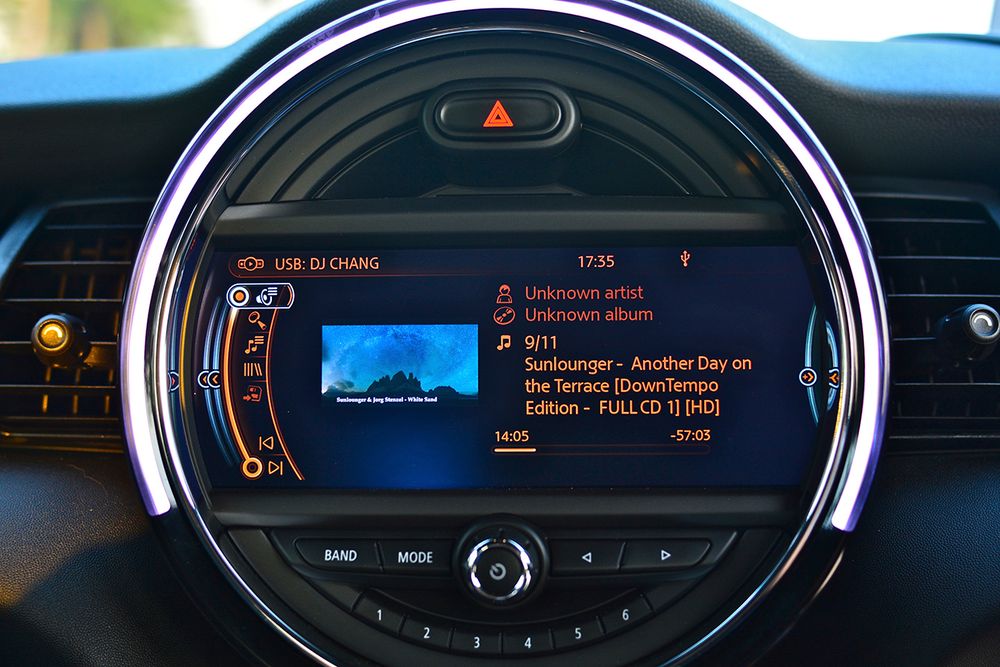 USB: DJ CHANG
17:35
Unknown artist
Unknown album
9/11
Sunlounger - Another Day on
the Terrace [DownTempo
Edition - FULL CD 1] [HD]
Sunlounger & Jorg Stenzel - White Sand
14:05
-57:03
BAND
MODE
1
2
3
4
5
6